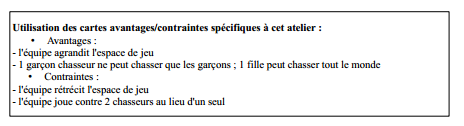 Utilisation des cartes avantages/contraintes spécifiques à cet atelier :
• Avantages :
- l'équipe agrandit l'espace de jeu
- 1 garçon chasseur ne peut chasser que les garçons ; 1 fille peut chasser tout le monde
• Contraintes :
- l'équipe rétrécit l'espace de jeu
- l'équipe joue contre 2 chasseurs au lieu d'un seul